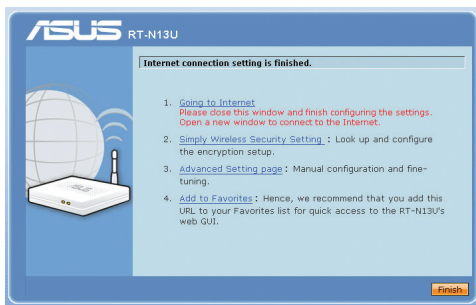 ASUS RT-N13U
Internet connection setting is finished.
1. Going to Internet
Please close this window and finish configuring the settings.
Open a new window to connect to the Internet.
2. Simply Wireless Security Setting : Look up and configure
the encryption setup.
3. Advanced Setting page : Manual configuration and fine-
tuning.
4. Add to Favorites : Hence, we recommend that you add this
URL to your Favorites list for quick access to the RT-N13U's
web GUI.
Finish